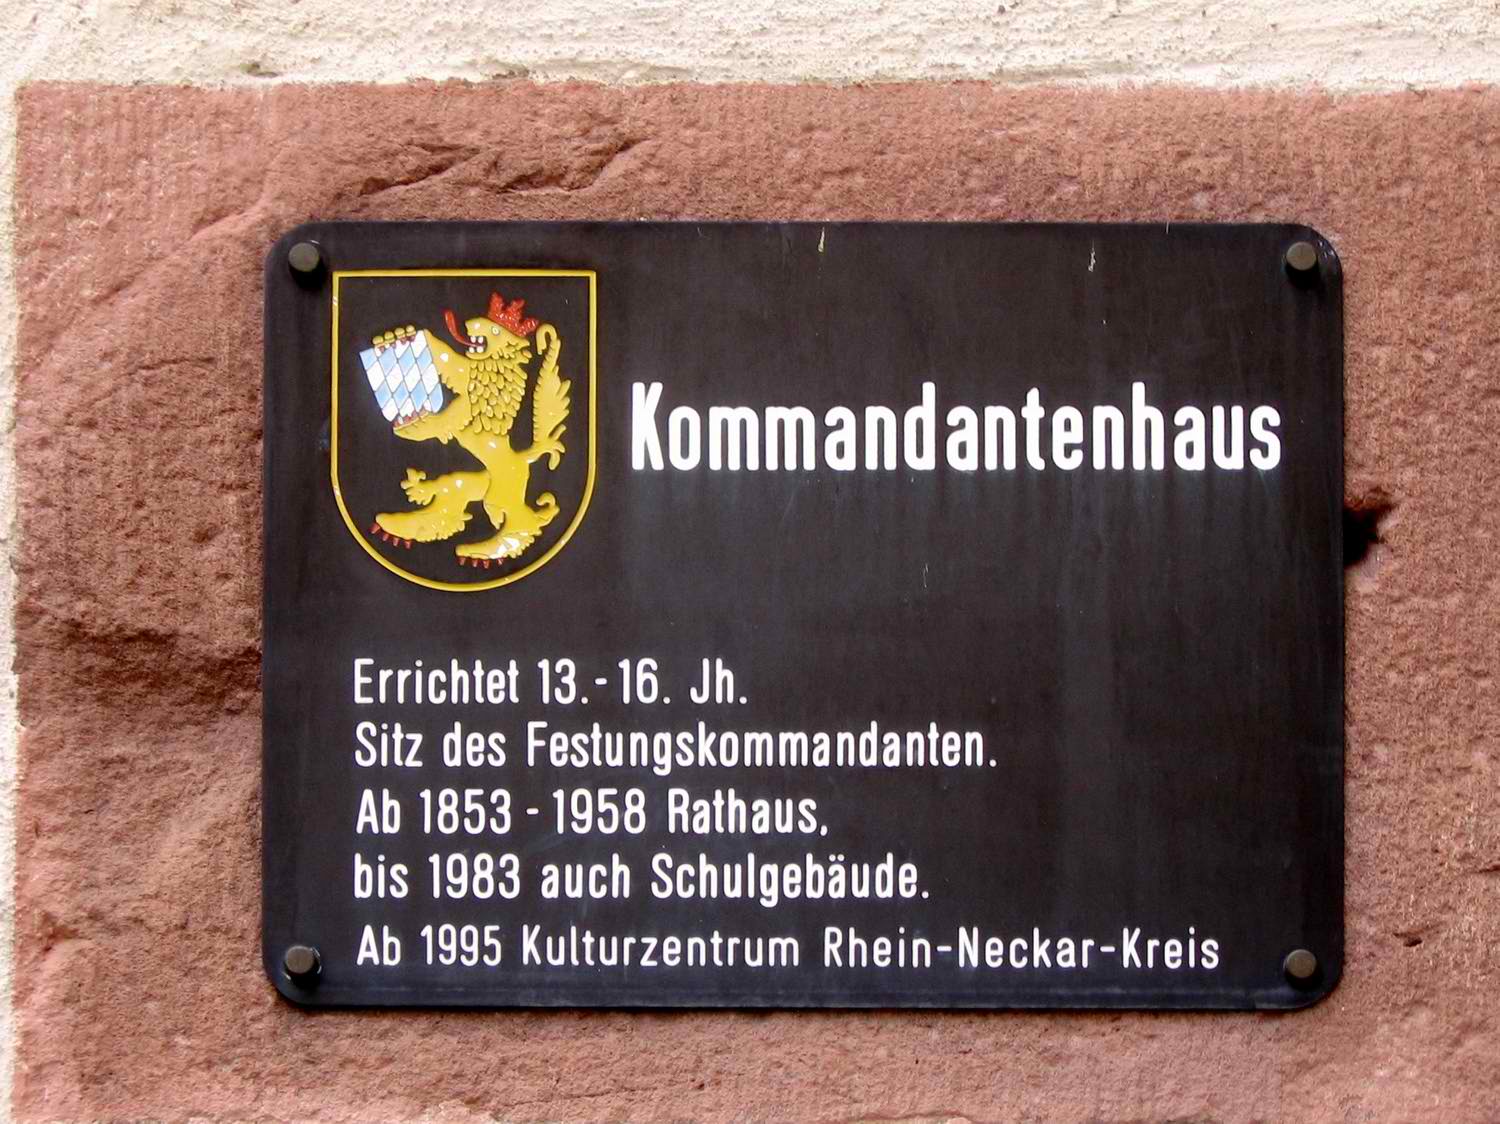 Kommandantenhaus
Errichtet 13.-16. Jh.
Sitz des Festungskommandanten.
Ab 1853 - 1958 Rathaus,
bis 1983 auch Schulgebäude.
Ab 1995 Kulturzentrum Rhein-Neckar-Kreis